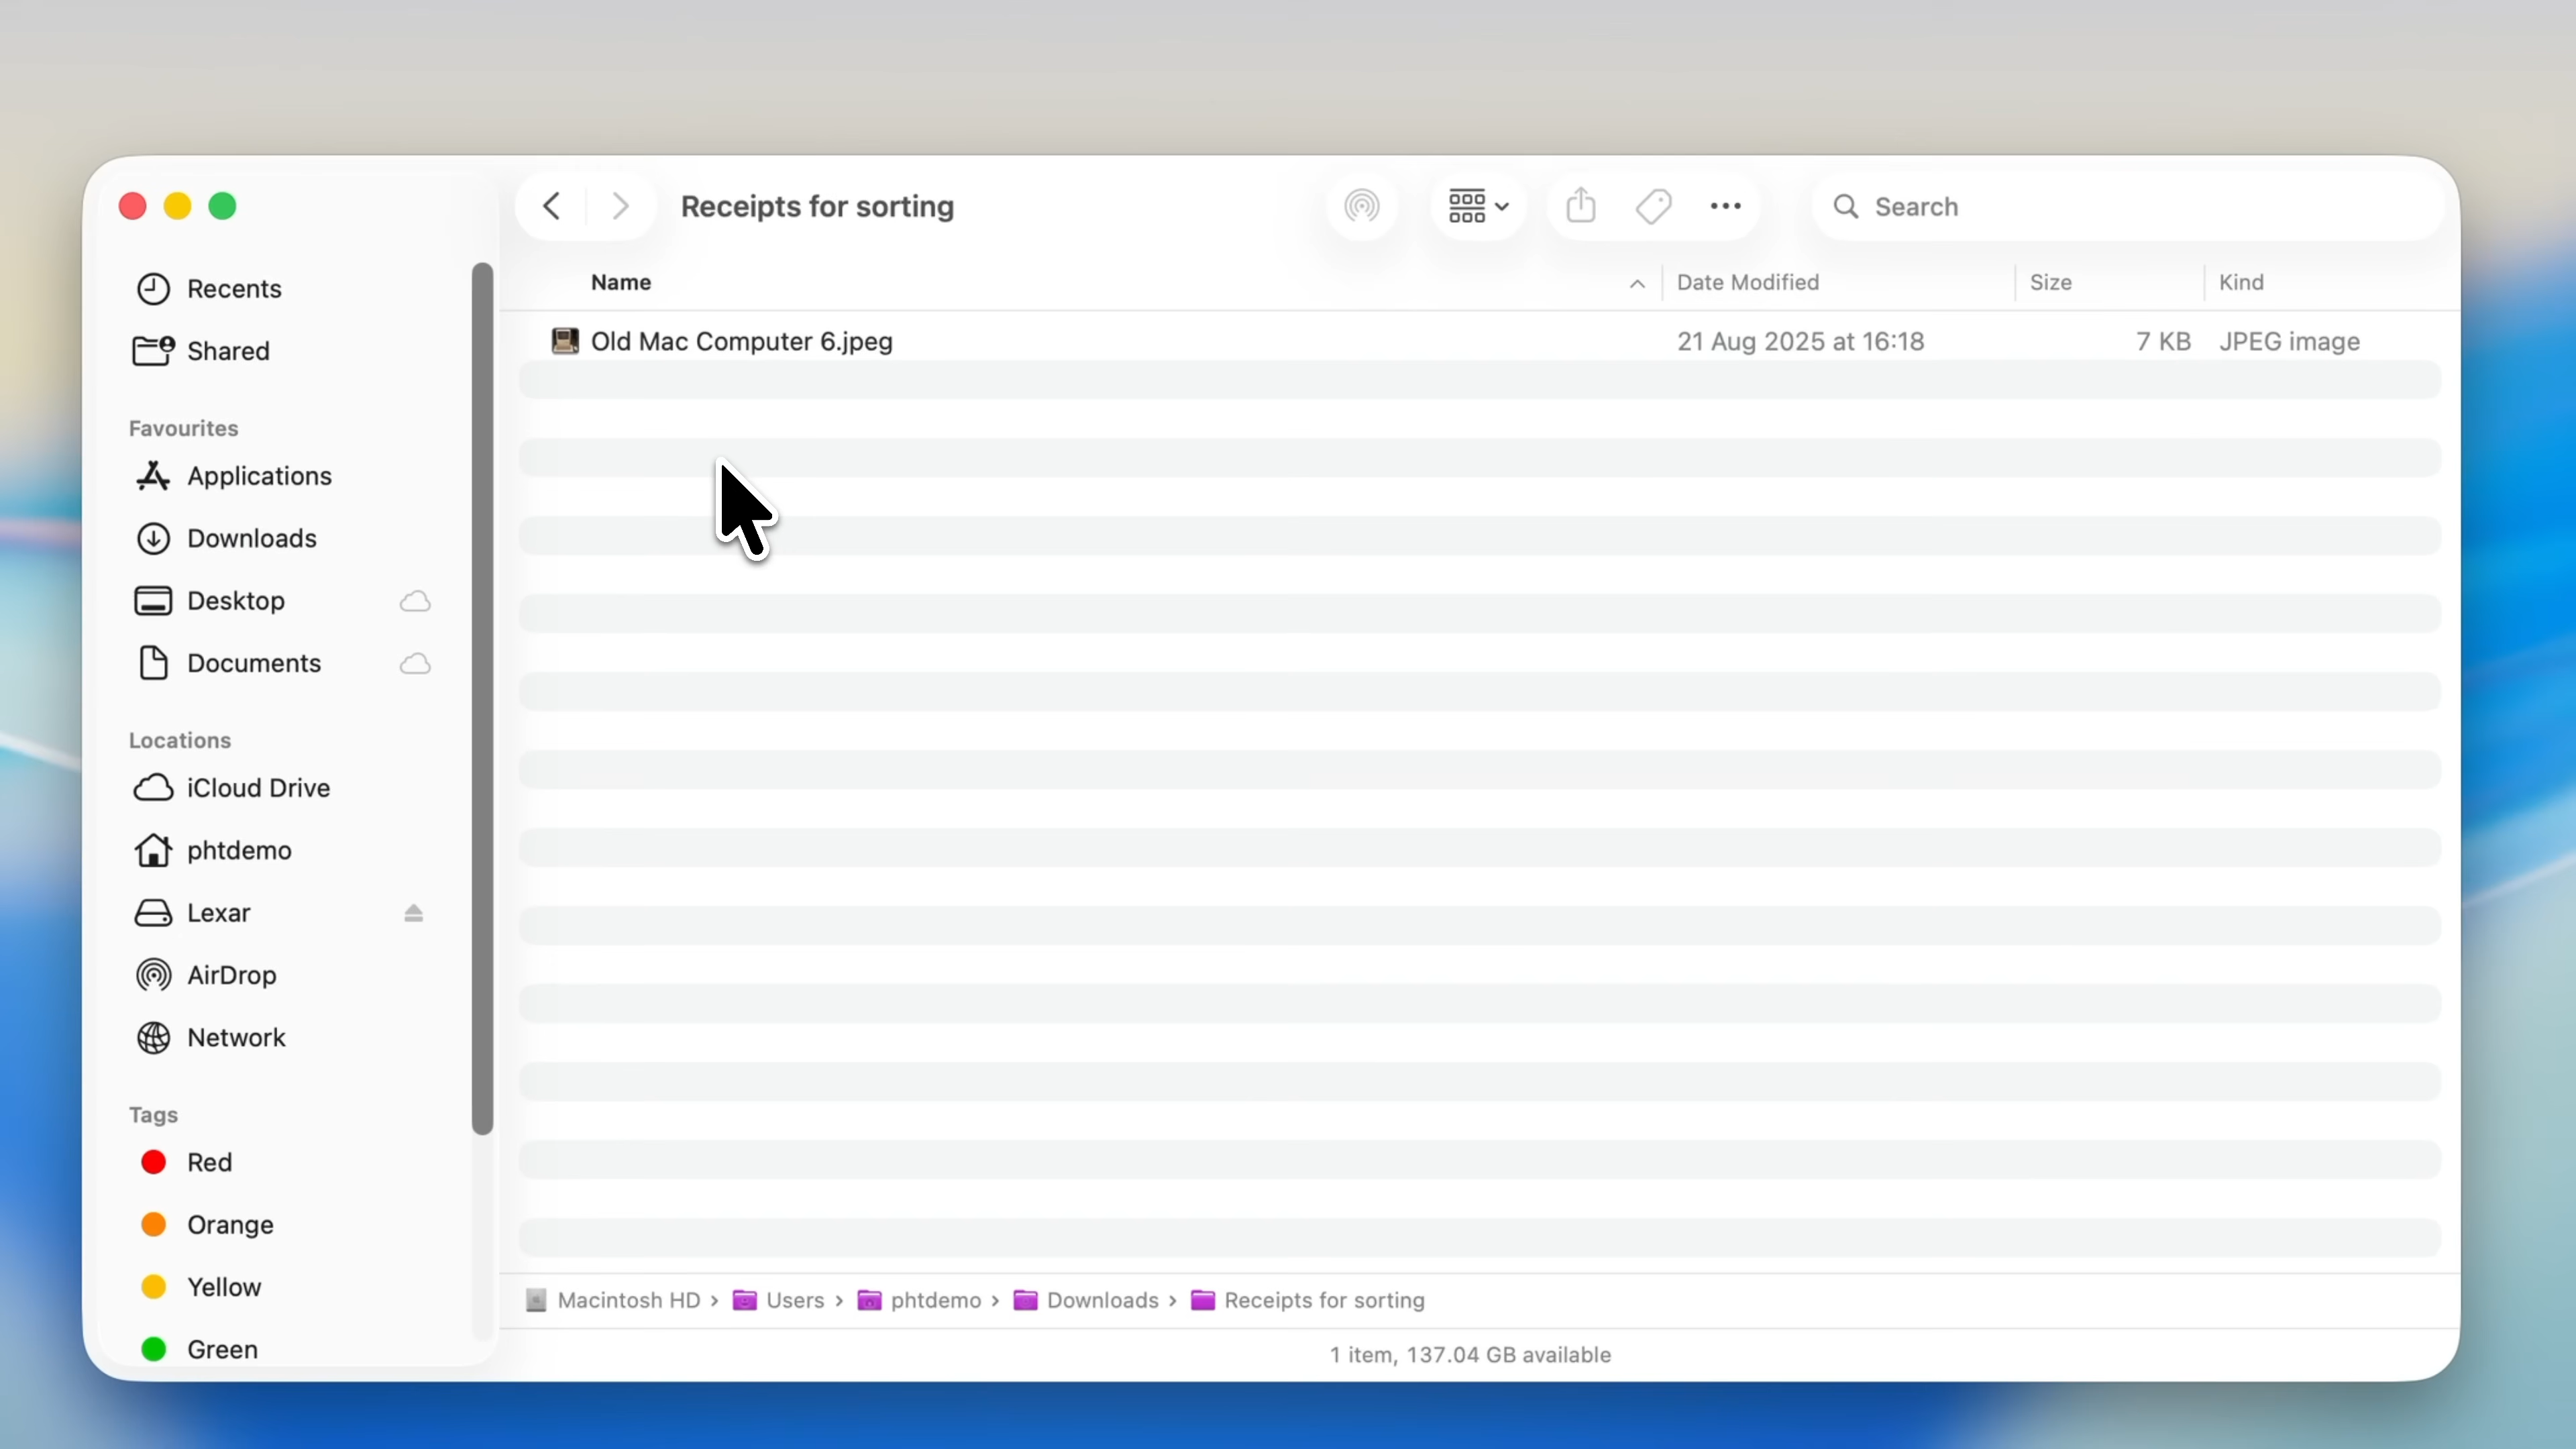 Receipts for sorting
Search
Recents
Shared
Favourites
Applications
Downloads
Desktop
Documents
Locations
iCloud Drive
phtdemo
Lexar
AirDrop
Network
Tags
Red
Orange
Yellow
Green
Name Date Modified Size Kind
Old Mac Computer 6.jpeg 21 Aug 2025 at 16:18 7 KB JPEG image
Macintosh HD › Users › phtdemo › Downloads › Receipts for sorting
1 item, 137.04 GB available